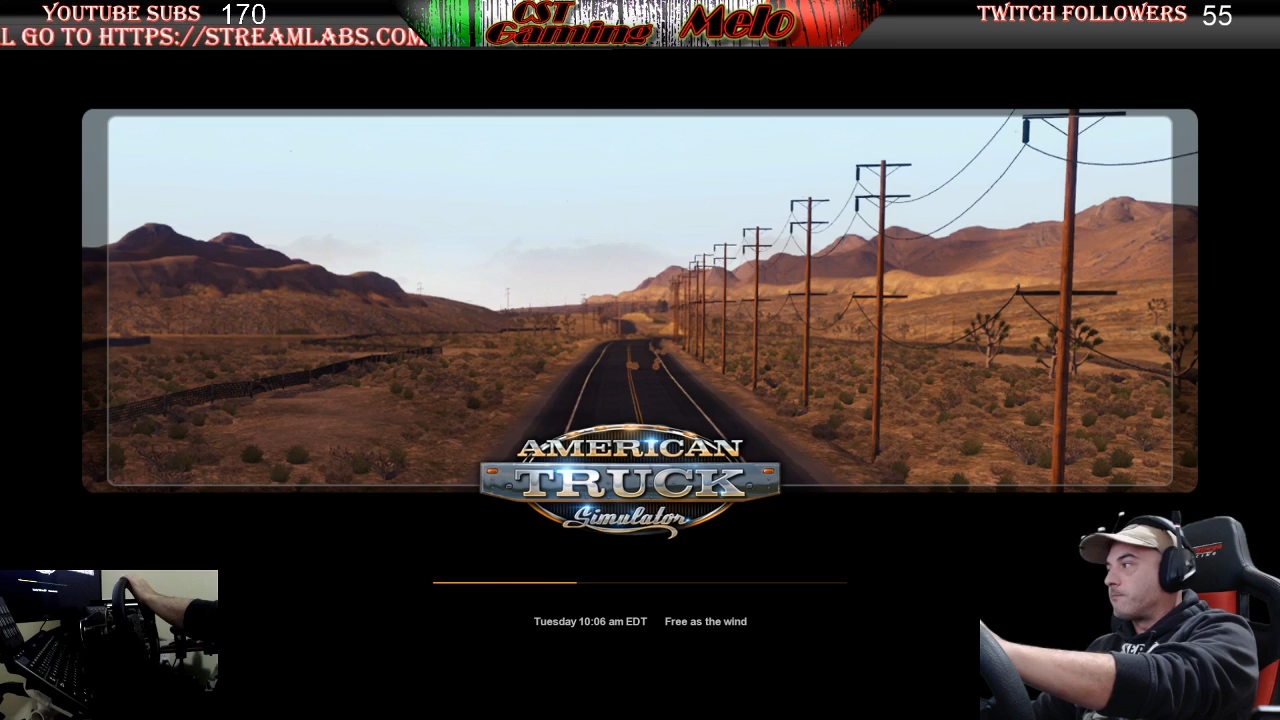 YOUTUBE SUBS 170
L GO TO HTTPS://STREAMLABS.COM
CST
Gaming Melo
TWITCH FOLLOWERS 55
AMERICAN
TRUCK
Simulator
Tuesday 10:06 am EDT Free as the wind